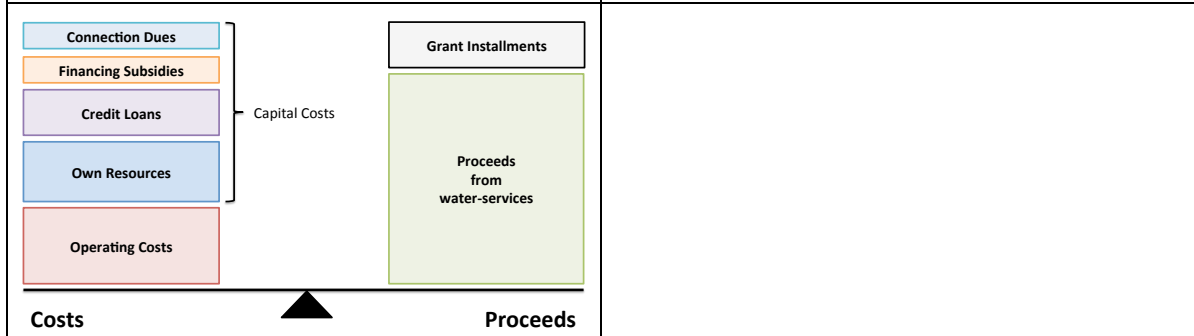 Connection Dues
Financing Subsidies
Credit Loans
Own Resources
Operating Costs
Capital Costs
Grant Installments
Proceeds
from
water-services
Costs
Proceeds